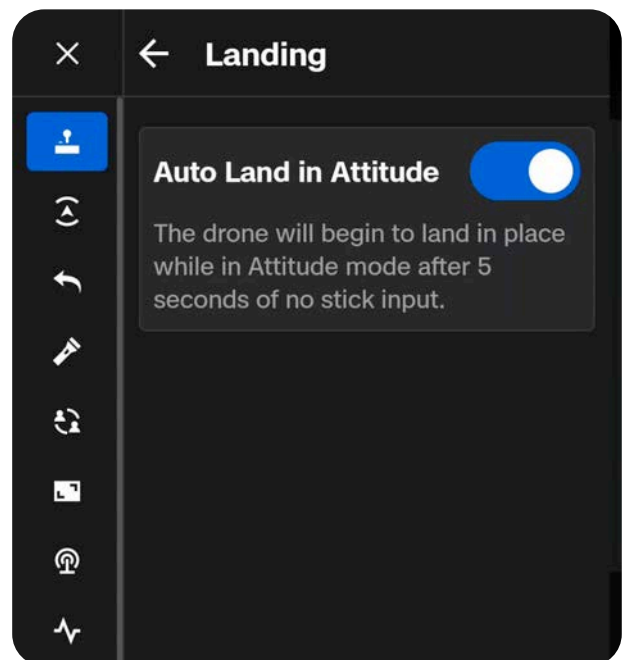 Landing
Auto Land in Attitude
The drone will begin to land in place
while in Attitude mode after 5
seconds of no stick input.